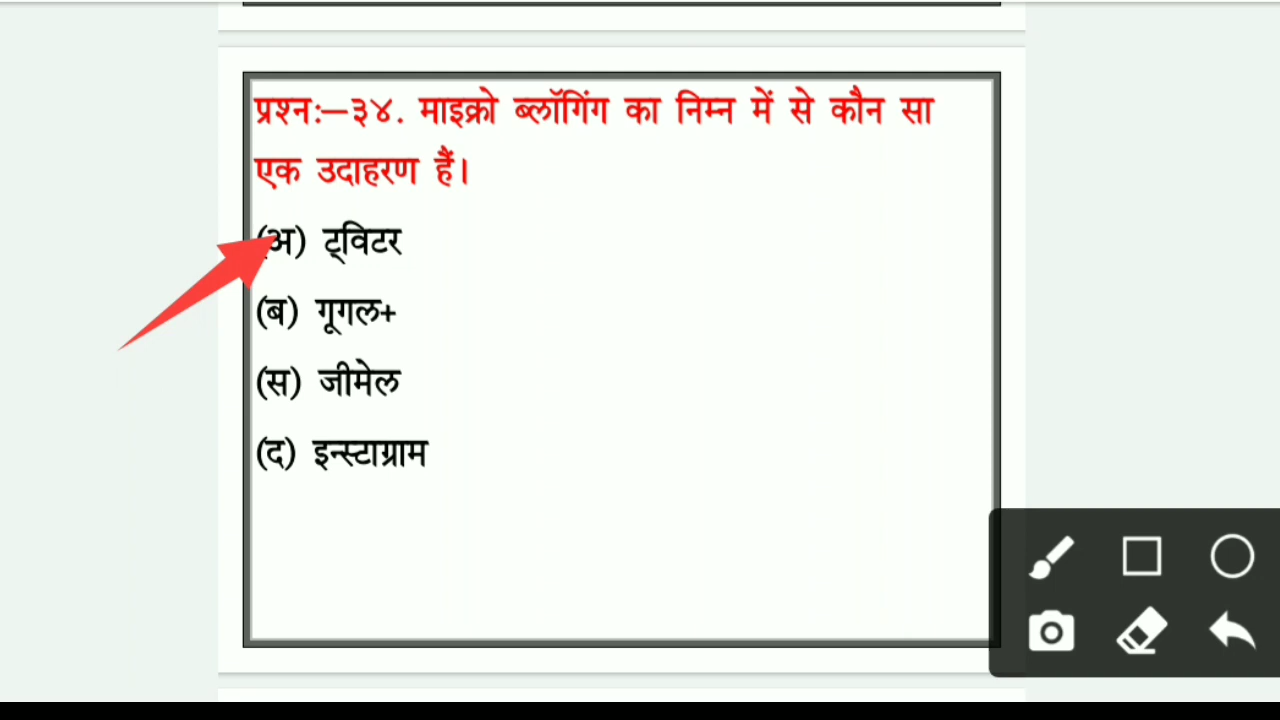 प्रश्नः—३४. माइक्रो ब्लॉगिंग का निम्न में से कौन सा
एक उदाहरण हैं।
(अ) ट्विटर
(ब) गूगल+
(स) जीमेल
(द) इन्स्टाग्राम